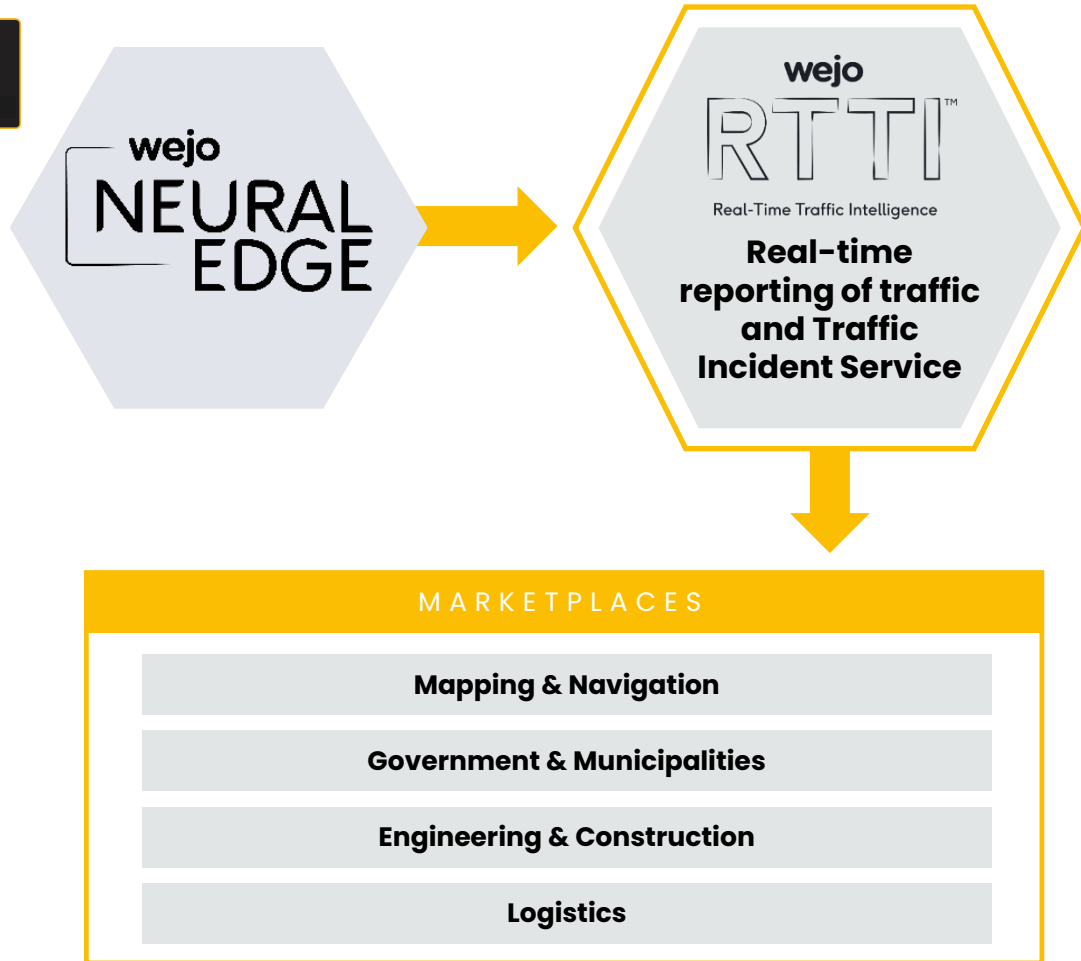 wejo
NEURAL
EDGE
wejo
RTTI™
Real-Time Traffic Intelligence
Real-time
reporting of traffic
and Traffic
Incident Service
MARKETPLACES
Mapping & Navigation
Government & Municipalities
Engineering & Construction
Logistics